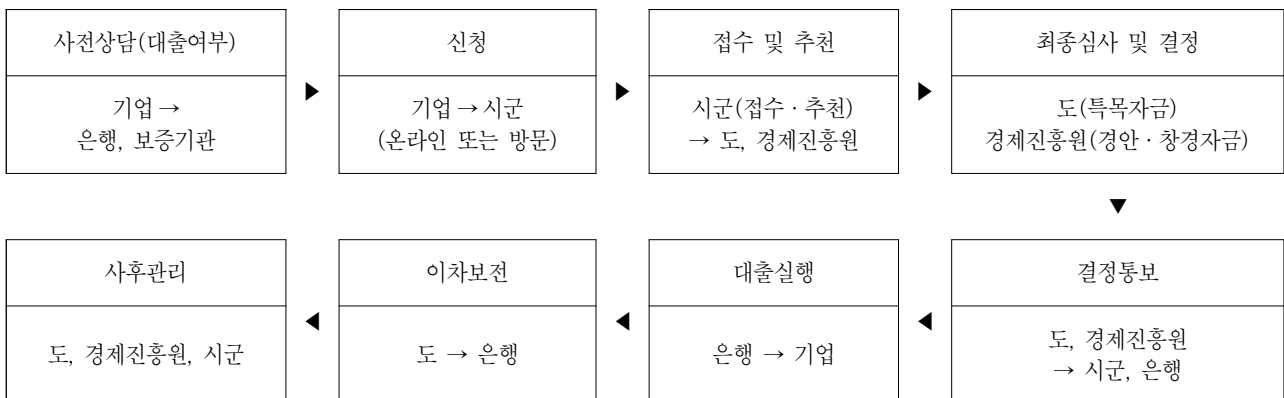 사전상담(대출여부)
기업 →
은행, 보증기관
▶
신청
기업 → 시군
(온라인 또는 방문)
▶
접수 및 추천
시군(접수 · 추천)
→ 도, 경제진흥원
▶
최종심사 및 결정
도(특목자금)
경제진흥원(경안 · 창경자금)
▼
결정통보
도, 경제진흥원
→ 시군, 은행
◀
대출실행
은행 → 기업
◀
이차보전
도 → 은행
◀
사후관리
도, 경제진흥원, 시군